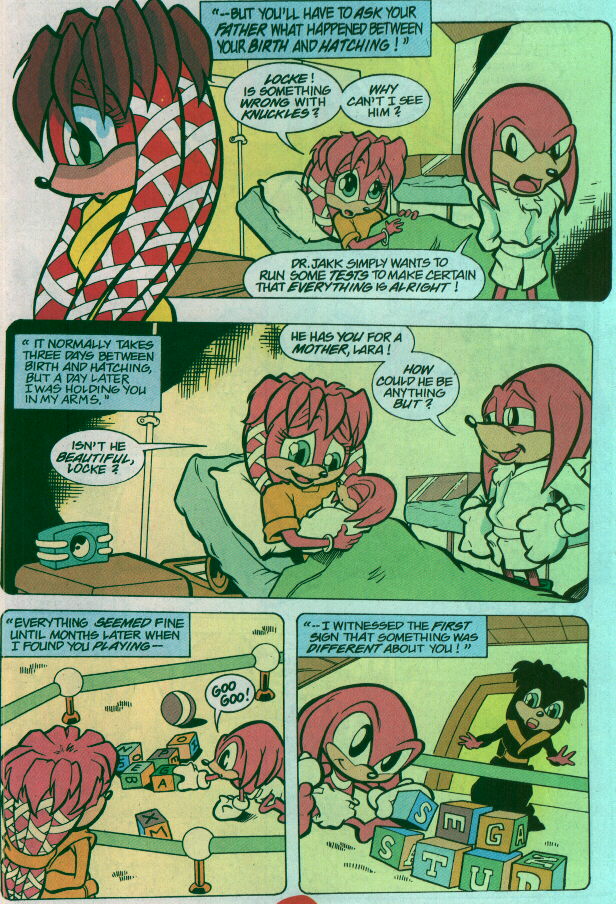 "--BUT YOU'LL HAVE TO ASK YOUR
FATHER WHAT HAPPENED BETWEEN
YOUR BIRTH AND HATCHING!"
LOCKE!
IS SOMETHING
WRONG WITH
KNUCKLES?
WHY
CAN'T I SEE
HIM?
DR. JAKK SIMPLY WANTS TO
RUN SOME TESTS TO MAKE CERTAIN
THAT EVERYTHING IS ALRIGHT!
"IT NORMALLY TAKES
THREE DAYS BETWEEN
BIRTH AND HATCHING,
BUT A DAY LATER
I WAS HOLDING YOU
IN MY ARMS."
ISN'T HE
BEAUTIFUL,
LOCKE?
HE HAS YOU FOR A
MOTHER, LARA!
HOW
COULD HE BE
ANYTHING
BUT?
"EVERYTHING SEEMED FINE
UNTIL MONTHS LATER WHEN
I FOUND YOU PLAYING--
GOO
GOO!
"--I WITNESSED THE FIRST
SIGN THAT SOMETHING WAS
DIFFERENT ABOUT YOU!"
S E G A
S A T U R N